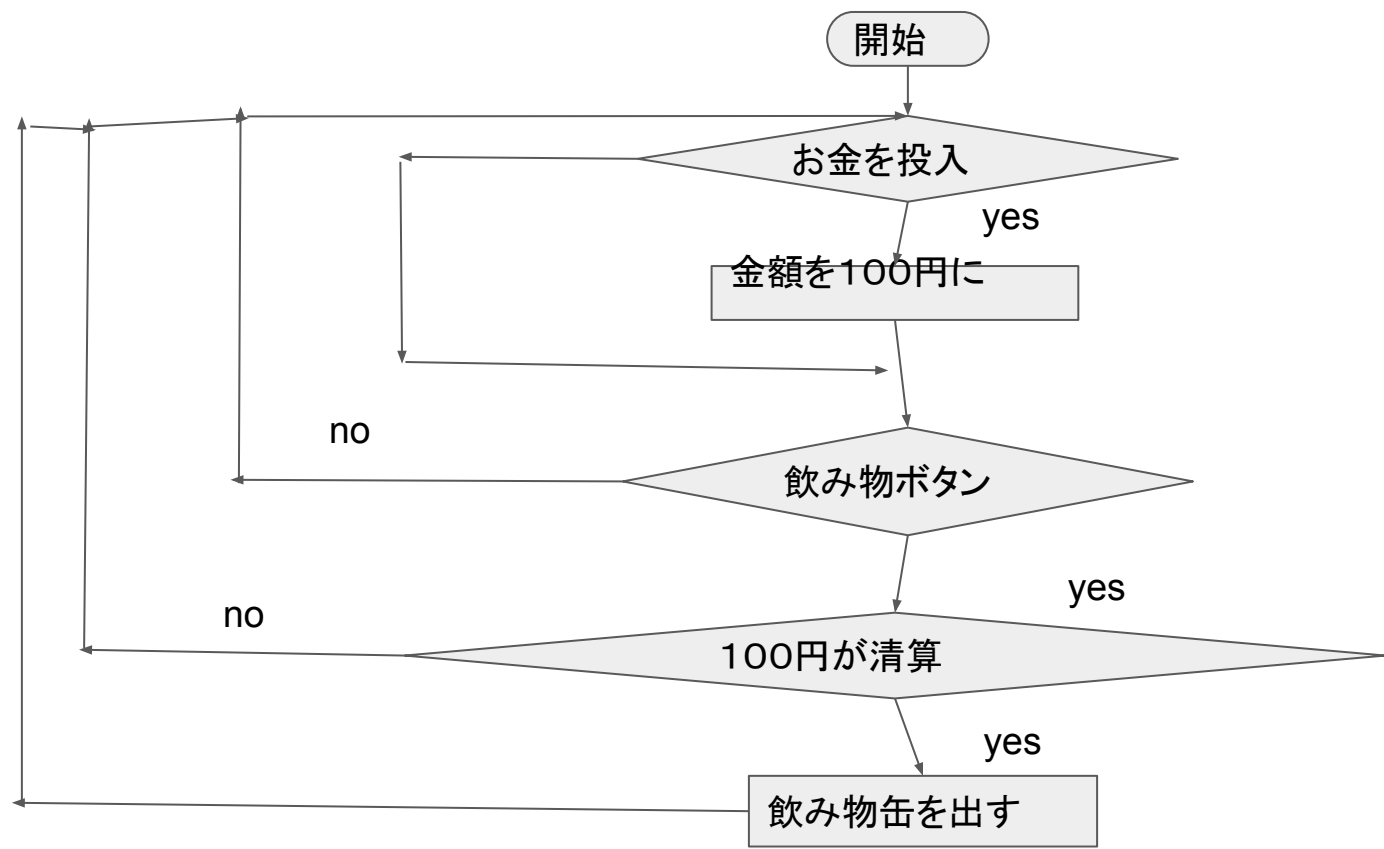 開始
お金を投入
yes
金額を１００円に
no
飲み物ボタン
yes
no
１００円が清算
yes
飲み物缶を出す